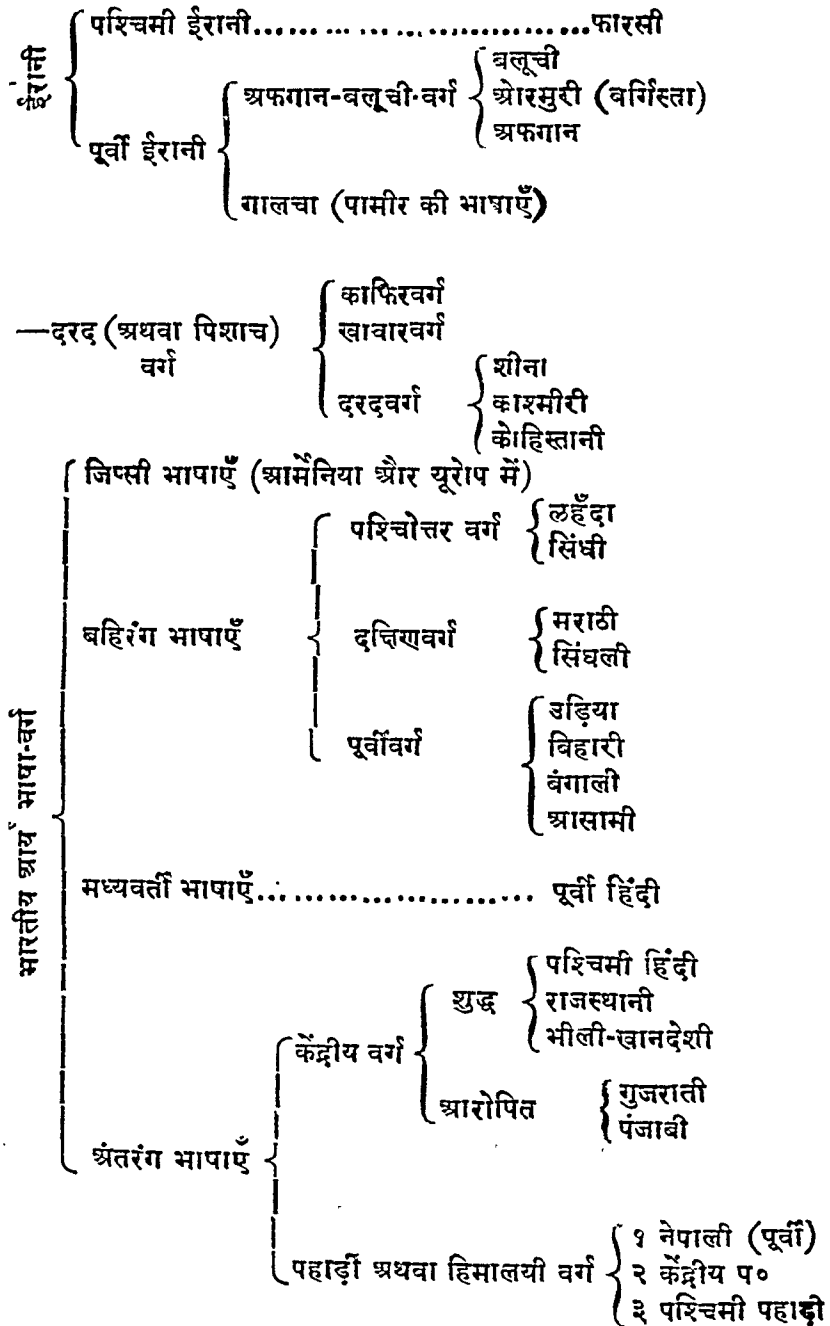 ईरानी
पश्चिमी ईरानी..............................फारसी
पूर्वी ईरानी
अफगान-बलूची-वर्ग
बलूची
ओरमुरी (वर्गिस्ता)
अफगान
गालचा (पामीर की भाषाएँ)
—दरद (अथवा पिशाच)
वर्ग
काफिरवर्ग
खावारवर्ग
दरदवर्ग
शीना
काश्मीरी
कोहिस्तानी
भारतीय आर्य भाषा-वर्ग
जिप्सी भाषाएँ (आर्मेनिया और यूरोप में)
बहिरंग भाषाएँ
पश्चिोत्तर वर्ग
लहँदा
सिंधी
दक्षिणवर्ग
मराठी
सिंघली
पूर्वीवर्ग
उड़िया
बिहारी
बंगाली
आसामी
मध्यवर्ती भाषाएँ......................... पूर्वी हिंदी
अंतरंग भाषाएँ
केंद्रीय वर्ग
शुद्ध
पश्चिमी हिंदी
राजस्थानी
भीली-खानदेशी
आरोपित
गुजराती
पंजाबी
पहाड़ी अथवा हिमालयी वर्ग
१ नेपाली (पूर्वी)
२ केंद्रीय प०
३ पश्चिमी पहाड़ी